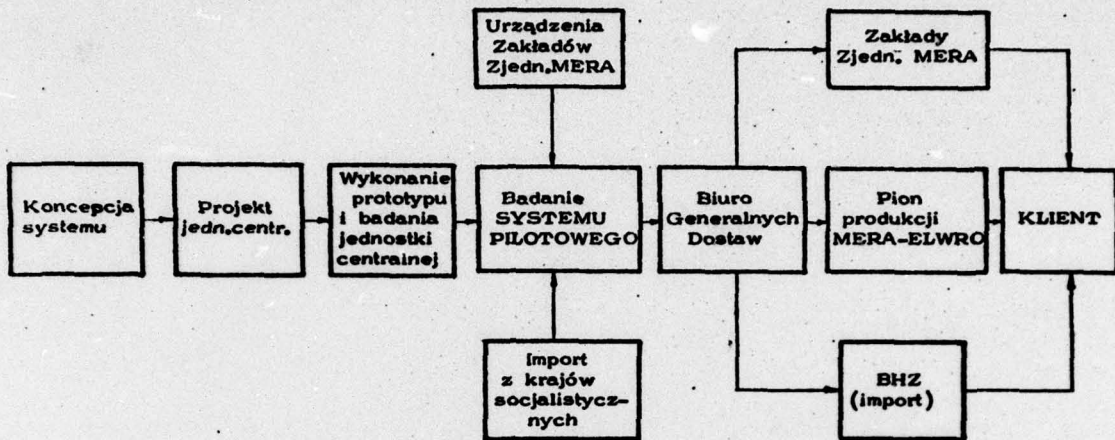 Urządzenia
Zakładów
Zjedn.MERA
Zakłady
Zjedn. MERA
Koncepcja
systemu
Projekt
jedn.centr.
Wykonanie
prototypu
i badania
jednostki
centralnej
Badanie
SYSTEMU
PILOTOWEGO
Biuro
Generalnych
Dostaw
Pion
produkcji
MERA-ELWRO
KLIENT
Import
z krajów
socjalistycz-
nych
BHZ
(import)